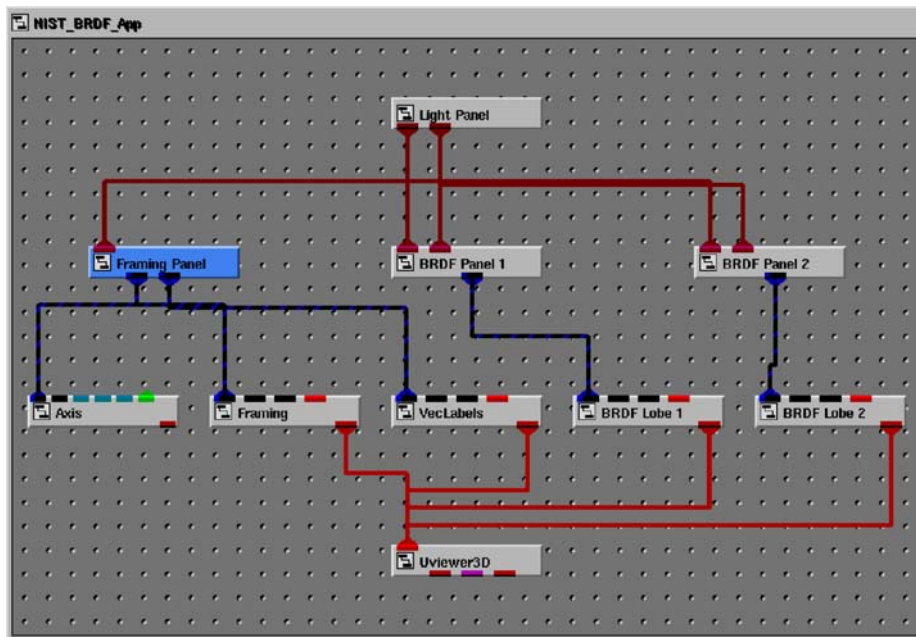 NIST_BRDF_App
Light Panel
Framing Panel
BRDF Panel 1
BRDF Panel 2
Axis
Framing
VecLabels
BRDF Lobe 1
BRDF Lobe 2
Uviewer3D